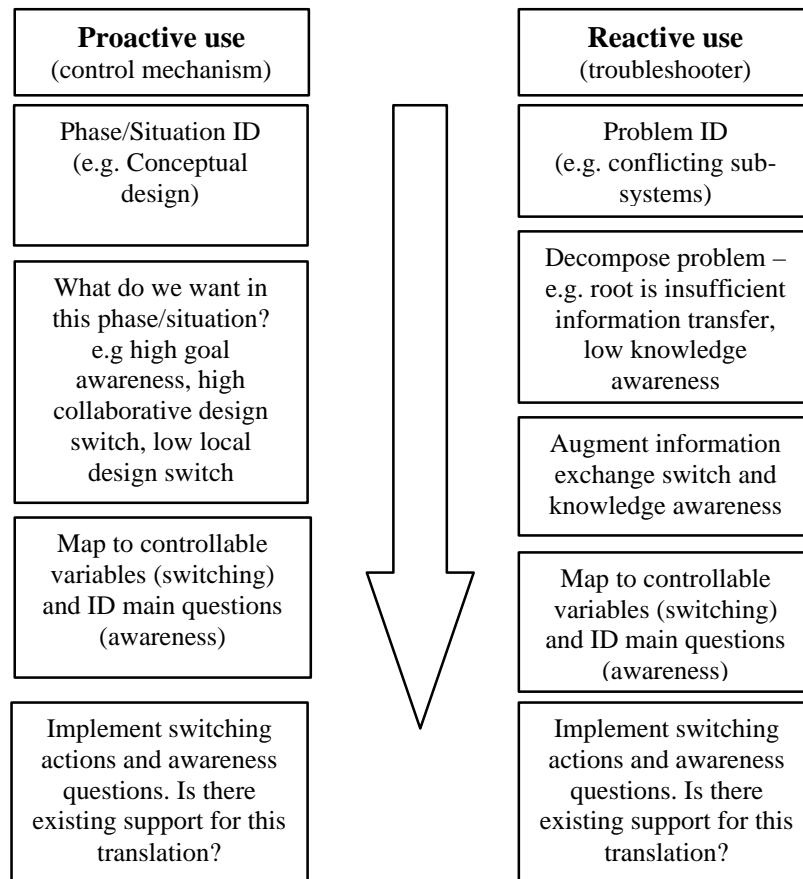 Proactive use
(control mechanism)
Phase/Situation ID
(e.g. Conceptual
design)
What do we want in
this phase/situation?
e.g high goal
awareness, high
collaborative design
switch, low local
design switch
Map to controllable
variables (switching)
and ID main questions
(awareness)
Implement switching
actions and awareness
questions. Is there
existing support for this
translation?
Reactive use
(troubleshooter)
Problem ID
(e.g. conflicting sub-
systems)
Decompose problem –
e.g. root is insufficient
information transfer,
low knowledge
awareness
Augment information
exchange switch and
knowledge awareness
Map to controllable
variables (switching)
and ID main questions
(awareness)
Implement switching
actions and awareness
questions. Is there
existing support for this
translation?